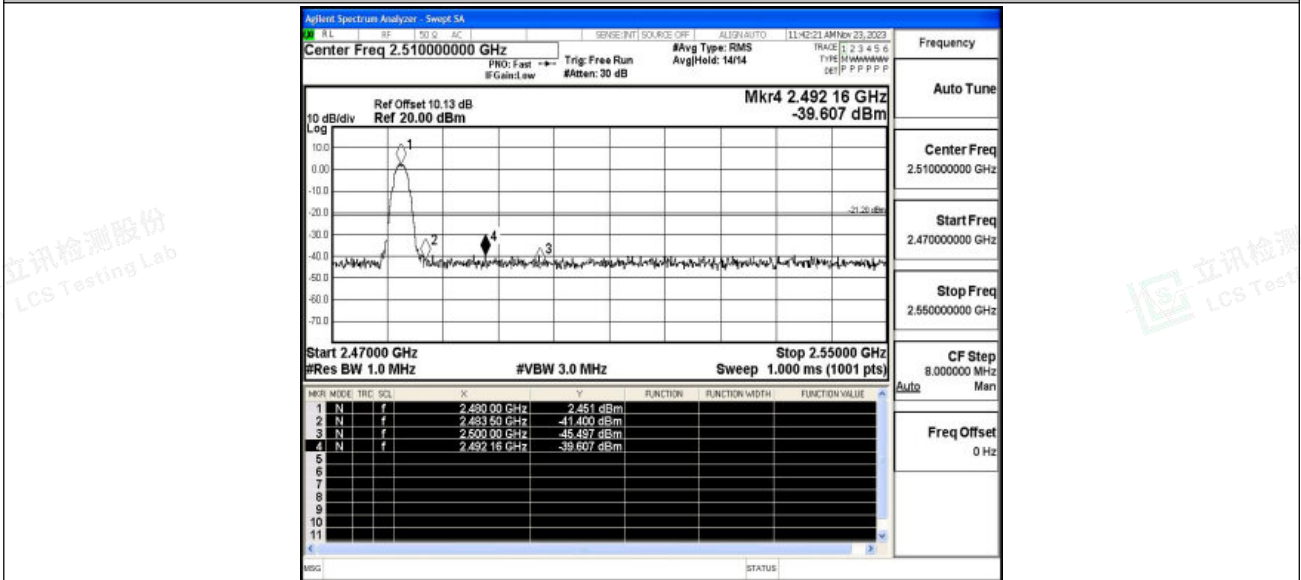 Agilent Spectrum Analyzer - Swept SA
RL RF 50 Ω AC SENSE:INT SOURCE OFF ALIGN AUTO 11:42:21 AM Nov 23, 2023
Center Freq 2.510000000 GHz
#Avg Type: RMS
TRACE 1 2 3 4 5 6
PNO: Fast
Trig: Free Run
Avg|Hold: 14/14
TYPE M WWWWW
IFGain:Low
#Atten: 30 dB
DET P P P P P P
Frequency
Auto Tune
Ref Offset 10.13 dB
Mkr4 2.492 16 GHz
10 dB/div Ref 20.00 dBm
-39.607 dBm
Log
10.0
0.00
-10.0
-20.0
-30.0
-40.0
-50.0
-60.0
-70.0
1
2
4
3
-21.20 dBm
Center Freq
2.510000000 GHz
Start Freq
2.470000000 GHz
Stop Freq
2.550000000 GHz
CF Step
8.000000 MHz
Auto Man
Freq Offset
0 Hz
Start 2.47000 GHz
Stop 2.55000 GHz
#Res BW 1.0 MHz
#VBW 3.0 MHz
Sweep 1.000 ms (1001 pts)
MKR MODE TRC SCL X Y FUNCTION FUNCTION WIDTH FUNCTION VALUE
1 N f 2.480 00 GHz 2.451 dBm
2 N f 2.483 50 GHz -41.400 dBm
3 N f 2.500 00 GHz -45.497 dBm
4 N f 2.492 16 GHz -39.607 dBm
5
6
7
8
9
10
11
MSG
STATUS
立讯检测股份
LCS Testing Lab
立讯检测
LCS Testi